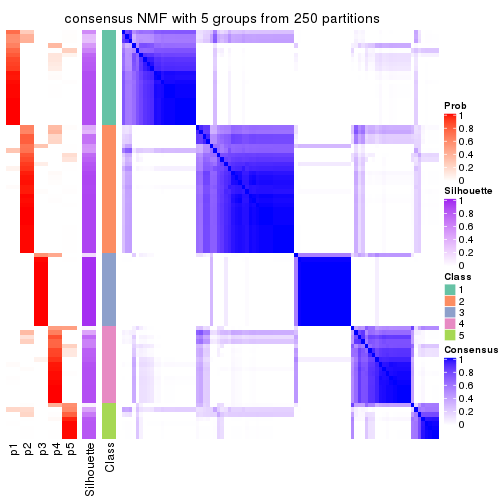 consensus NMF with 5 groups from 250 partitions
p1
p2
p3
p4
p5
Silhouette
Class
Prob
1
0.8
0.6
0.4
0.2
0
Silhouette
1
0.8
0.6
0.4
0.2
0
Class
1
2
3
4
5
Consensus
1
0.8
0.6
0.4
0.2
0